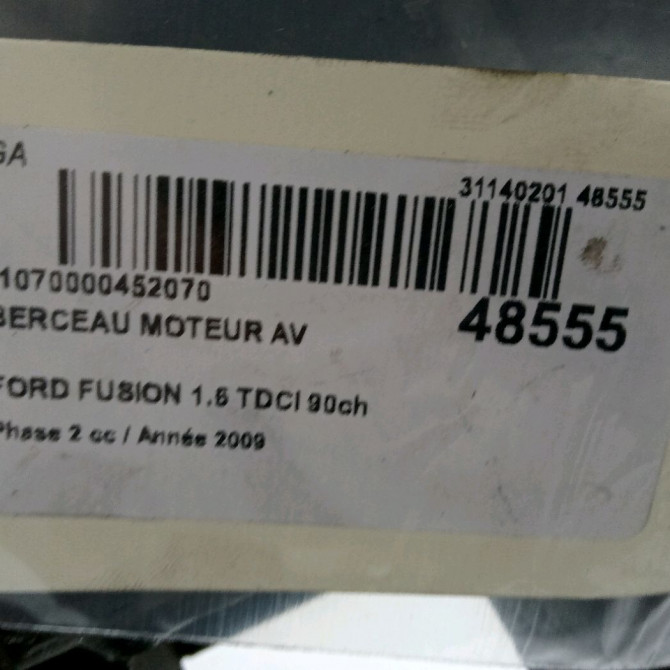 GA
31140201 48555
1070000452070
48555
BERCEAU MOTEUR AV
FORD FUSION 1.6 TDCI 90ch
Phase 2 cc / Année 2009